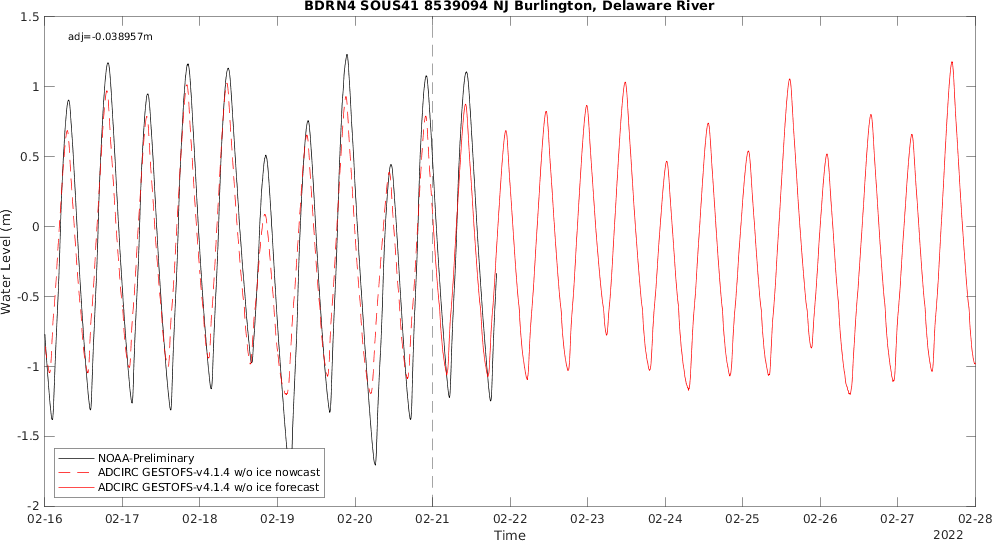 BDRN4 SOUS41 8539094 NJ Burlington, Delaware River
1.5
adj=-0.038957m
1
0.5
0
-0.5
-1
-1.5
-2
Water Level (m)
NOAA-Preliminary
ADCIRC GESTOFS-v4.1.4 w/o ice nowcast
ADCIRC GESTOFS-v4.1.4 w/o ice forecast
02-16 02-17 02-18 02-19 02-20 02-21 02-22 02-23 02-24 02-25 02-26 02-27 02-28
Time
2022